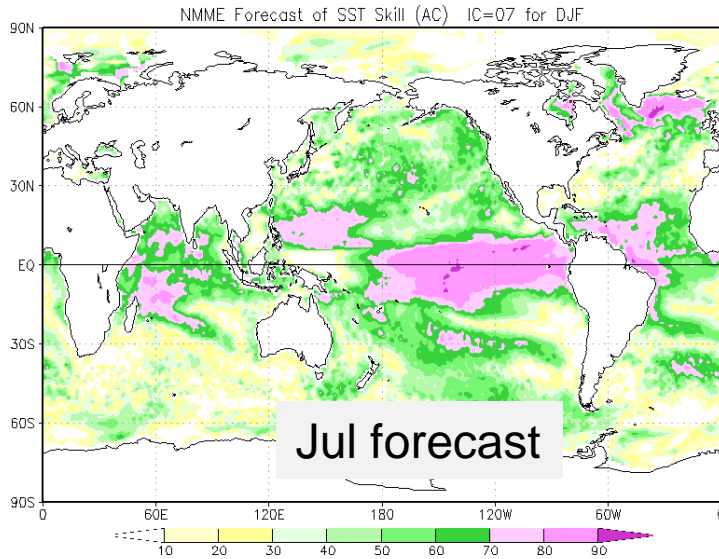 NMME Forecast of SST Skill (AC) IC=07 for DJF
90N
60N
30N
EQ
30S
60S
90S
0 60E 120E 180 120W 60W 0
Jul forecast
10 20 30 40 50 60 70 80 90